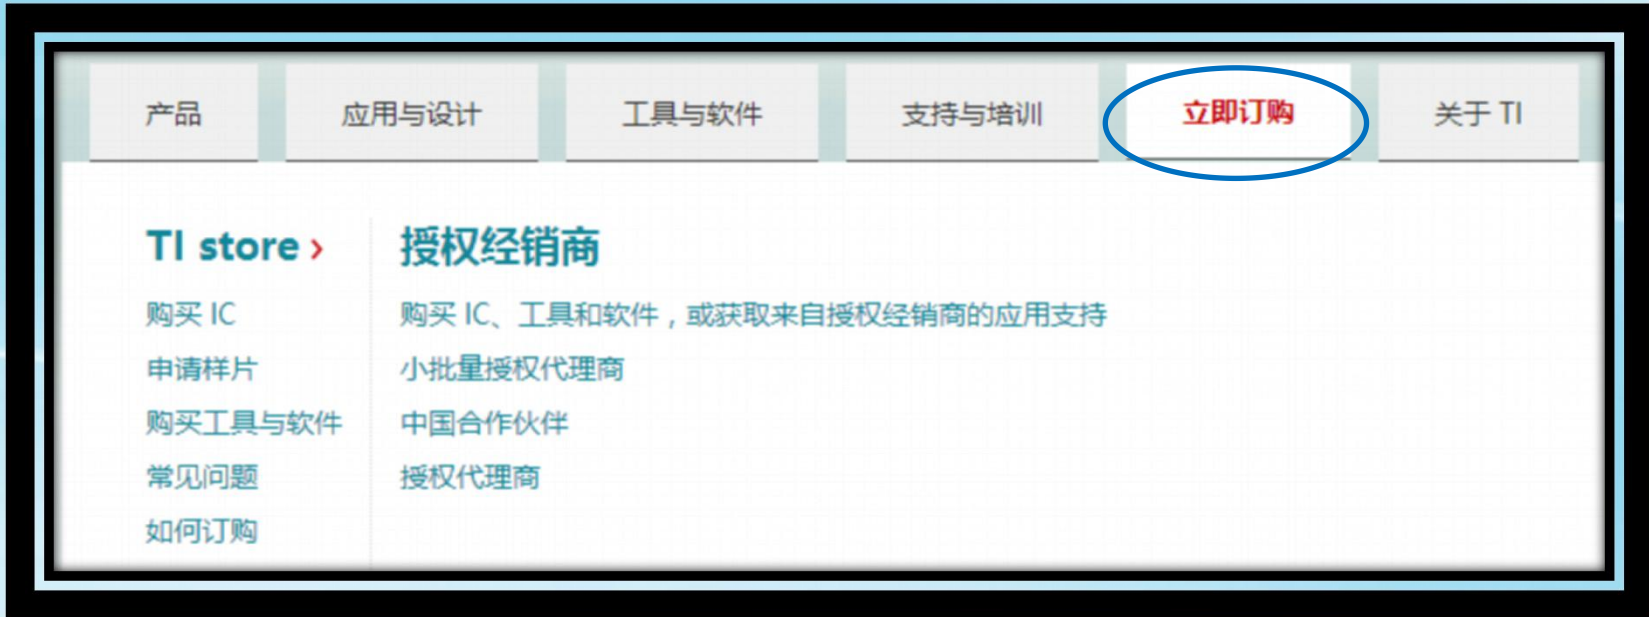 产品 应用与设计 工具与软件 支持与培训 立即订购 关于 TI
TI store ›
购买 IC
申请样片
购买工具与软件
常见问题
如何订购
授权经销商
购买 IC、工具和软件，或获取来自授权经销商的应用支持
小批量授权代理商
中国合作伙伴
授权代理商